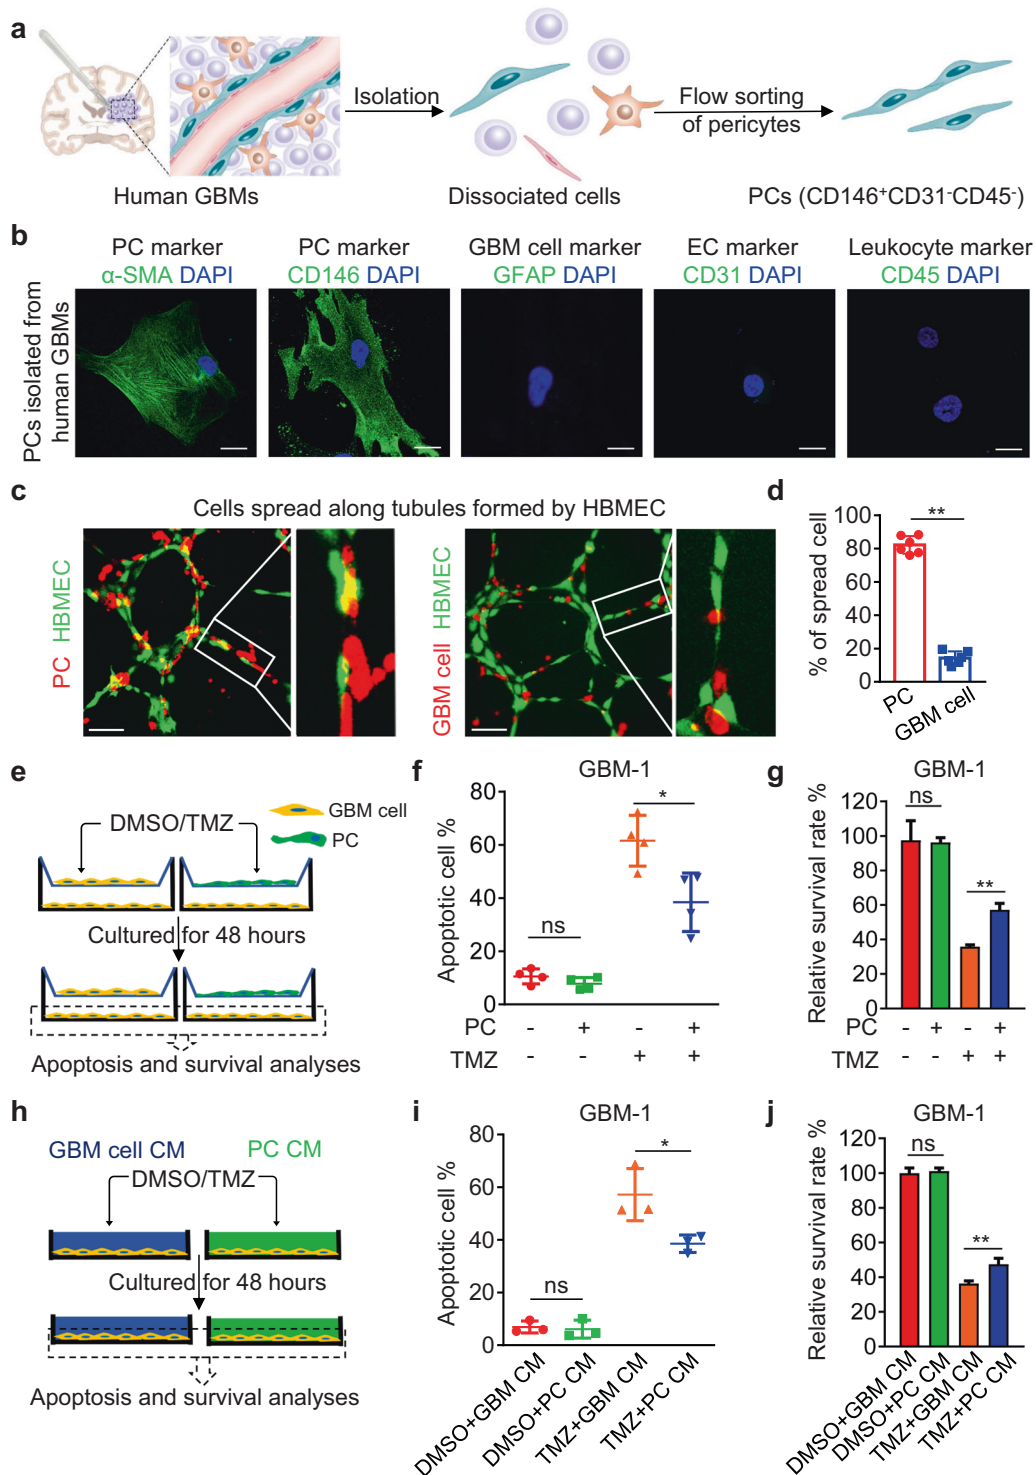 a
Isolation
Flow sorting
of pericytes
Human GBMs
Dissociated cells
PCs (CD146+CD31-CD45-)
b
PC marker
α-SMA DAPI
PC marker
CD146 DAPI
GBM cell marker
GFAP DAPI
EC marker
CD31 DAPI
Leukocyte marker
CD45 DAPI
PCs isolated from
human GBMs
c
Cells spread along tubules formed by HBMEC
PC HBMEC
GBM cell HBMEC
d
% of spread cell
100
80
60
40
20
0
**
PC
GBM cell
e
DMSO/TMZ
GBM cell
PC
Cultured for 48 hours
Apoptosis and survival analyses
f
GBM-1
Apoptotic cell %
80
60
40
20
0
ns
*
PC - + - +
TMZ - - + +
g
GBM-1
Relative survival rate %
120
100
80
60
40
20
0
ns
**
PC - + - +
TMZ - - + +
h
GBM cell CM
PC CM
DMSO/TMZ
Cultured for 48 hours
Apoptosis and survival analyses
i
GBM-1
Apoptotic cell %
80
60
40
20
0
ns
*
DMSO+GBM CM
DMSO+PC CM
TMZ+GBM CM
TMZ+PC CM
j
GBM-1
Relative survival rate %
120
100
80
60
40
20
0
ns
**
DMSO+GBM CM
DMSO+PC CM
TMZ+GBM CM
TMZ+PC CM